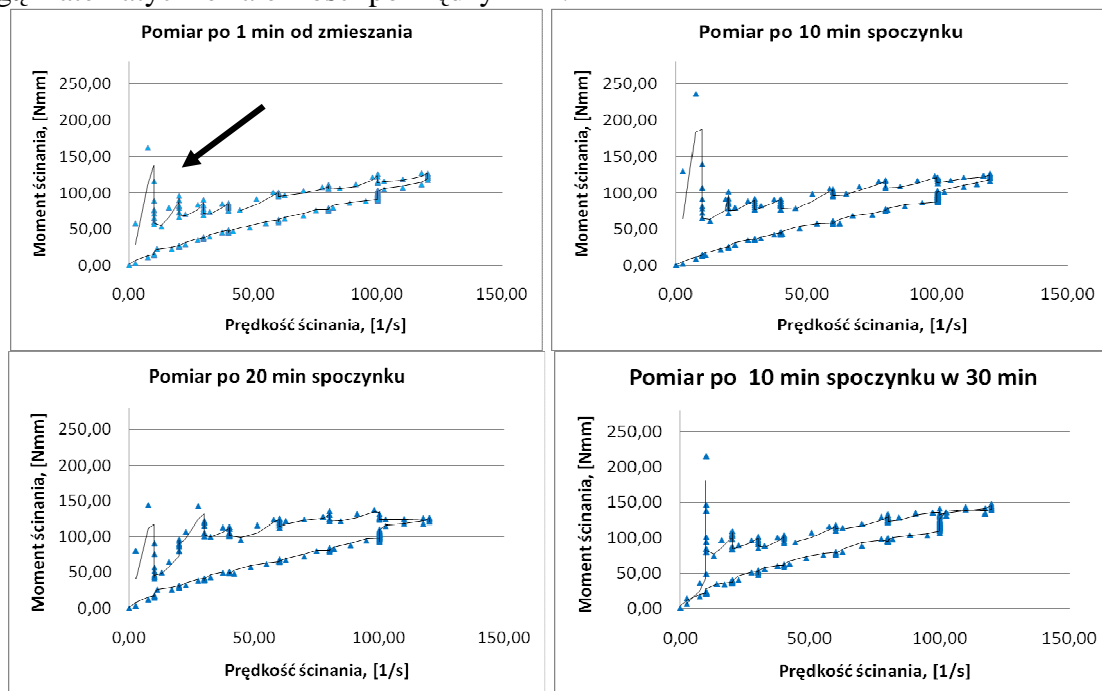 Pomiar po 1 min od zmieszania
Moment ścinania, [Nmm]
250,00
200,00
150,00
100,00
50,00
0,00
0,00 50,00 100,00 150,00
Prędkość ścinania, [1/s]
Pomiar po 10 min spoczynku
Moment ścinania, [Nmm]
250,00
200,00
150,00
100,00
50,00
0,00
0,00 50,00 100,00 150,00
Prędkość ścinania, [1/s]
Pomiar po 20 min spoczynku
Moment ścinania, [Nmm]
250,00
200,00
150,00
100,00
50,00
0,00
0,00 50,00 100,00 150,00
Prędkość ścinania, [1/s]
Pomiar po 10 min spoczynku w 30 min
Moment ścinania, [Nmm]
250,00
200,00
150,00
100,00
50,00
0,00
0,00 50,00 100,00 150,00
Prędkość ścinania, [1/s]